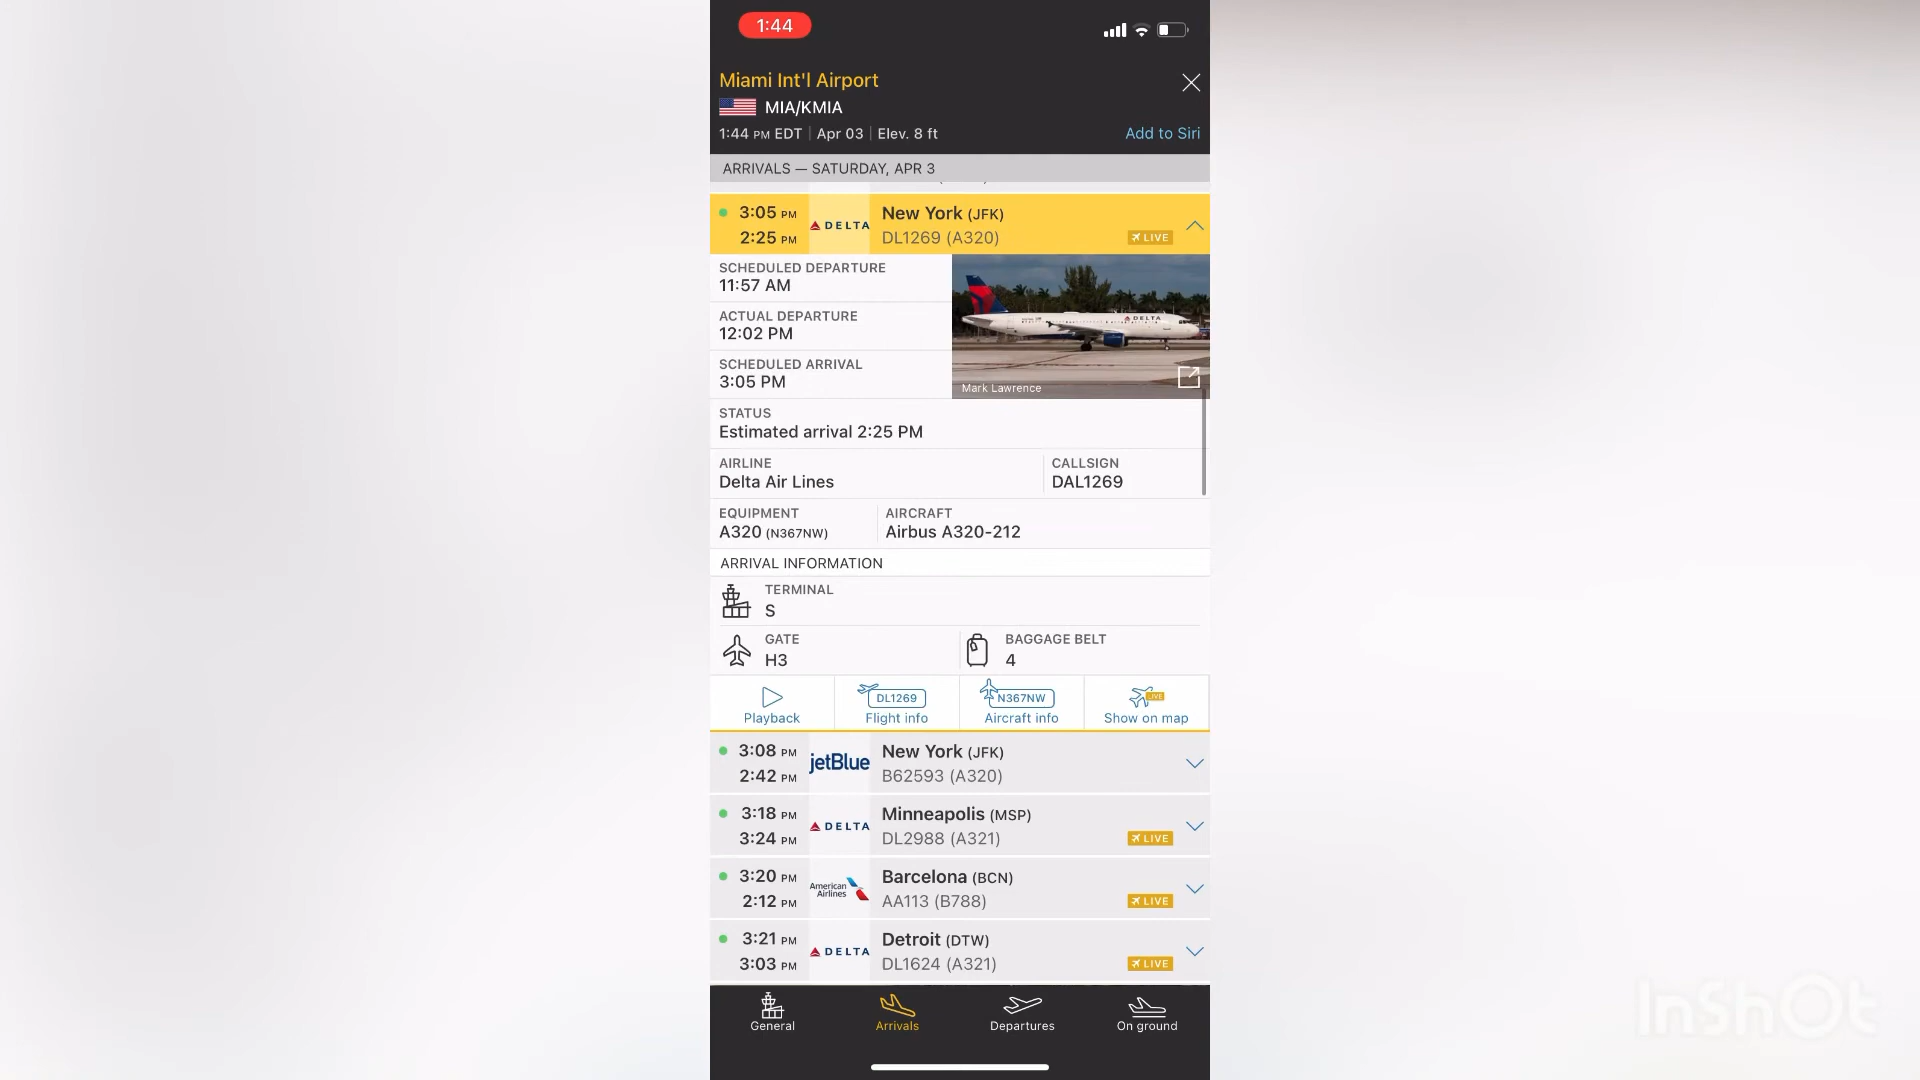 1:44
Miami Int'l Airport
MIA/KMIA
1:44 PM EDT | Apr 03 | Elev. 8 ft
Add to Siri
ARRIVALS — SATURDAY, APR 3
3:05 PM
2:25 PM
DELTA
New York (JFK)
DL1269 (A320)
LIVE
SCHEDULED DEPARTURE
11:57 AM
ACTUAL DEPARTURE
12:02 PM
SCHEDULED ARRIVAL
3:05 PM
DELTA
Mark Lawrence
STATUS
Estimated arrival 2:25 PM
AIRLINE
Delta Air Lines
CALLSIGN
DAL1269
EQUIPMENT
A320 (N367NW)
AIRCRAFT
Airbus A320-212
ARRIVAL INFORMATION
TERMINAL
S
GATE
H3
BAGGAGE BELT
4
Playback
DL1269
Flight info
N367NW
Aircraft info
LIVE
Show on map
3:08 PM
2:42 PM
jetBlue
New York (JFK)
B62593 (A320)
3:18 PM
3:24 PM
DELTA
Minneapolis (MSP)
DL2988 (A321)
LIVE
3:20 PM
2:12 PM
American
Airlines
Barcelona (BCN)
AA113 (B788)
LIVE
3:21 PM
3:03 PM
DELTA
Detroit (DTW)
DL1624 (A321)
LIVE
General
Arrivals
Departures
On ground
InShOt